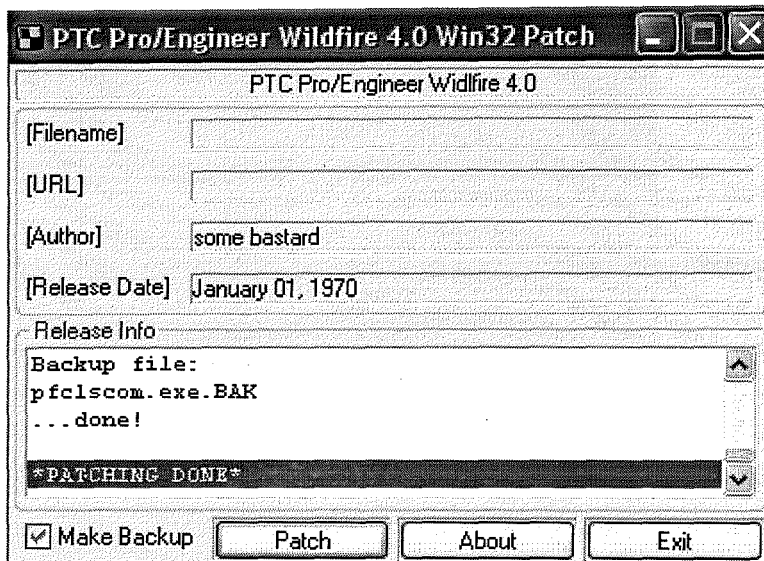 PTC Pro/Engineer Wildfire 4.0 Win32 Patch
PTC Pro/Engineer Widlfire 4.0
[Filename]
[URL]
[Author] some bastard
[Release Date] January 01, 1970
Release Info
Backup file:
pfclscom.exe.BAK
...done!
*PATCHING DONE*
Make Backup Patch About Exit